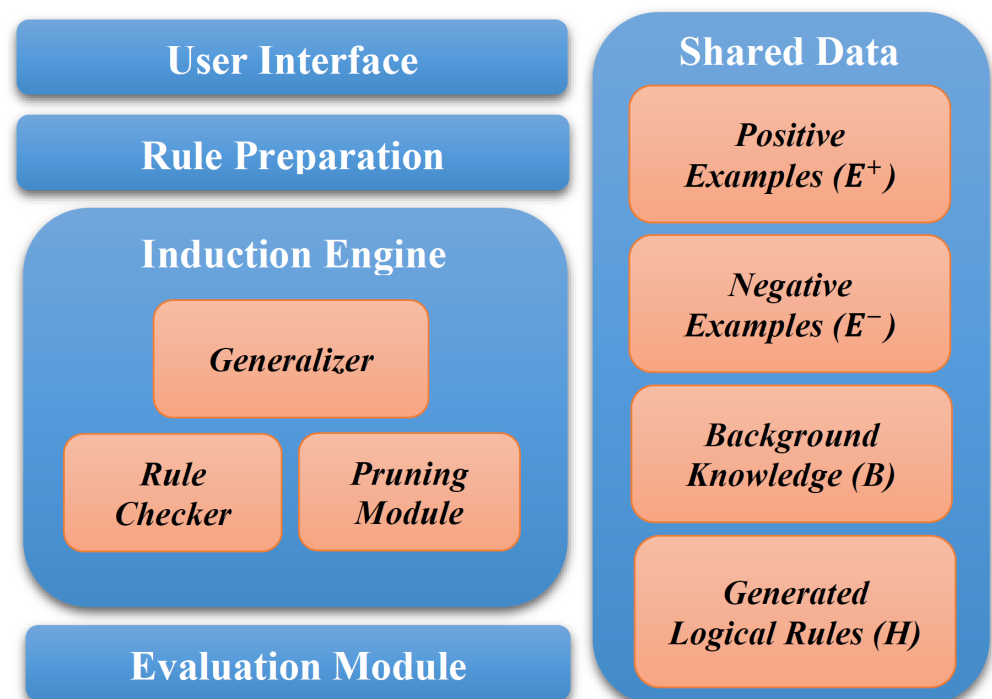 User Interface
Rule Preparation
Induction Engine
Generalizer
Rule
Checker
Pruning
Module
Evaluation Module
Shared Data
Positive
Examples (E⁺)
Negative
Examples (E⁻)
Background
Knowledge (B)
Generated
Logical Rules (H)